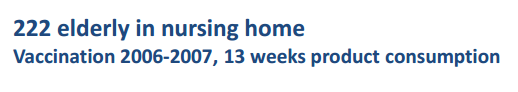 222 elderly in nursing home
Vaccination 2006-2007, 13 weeks product consumption